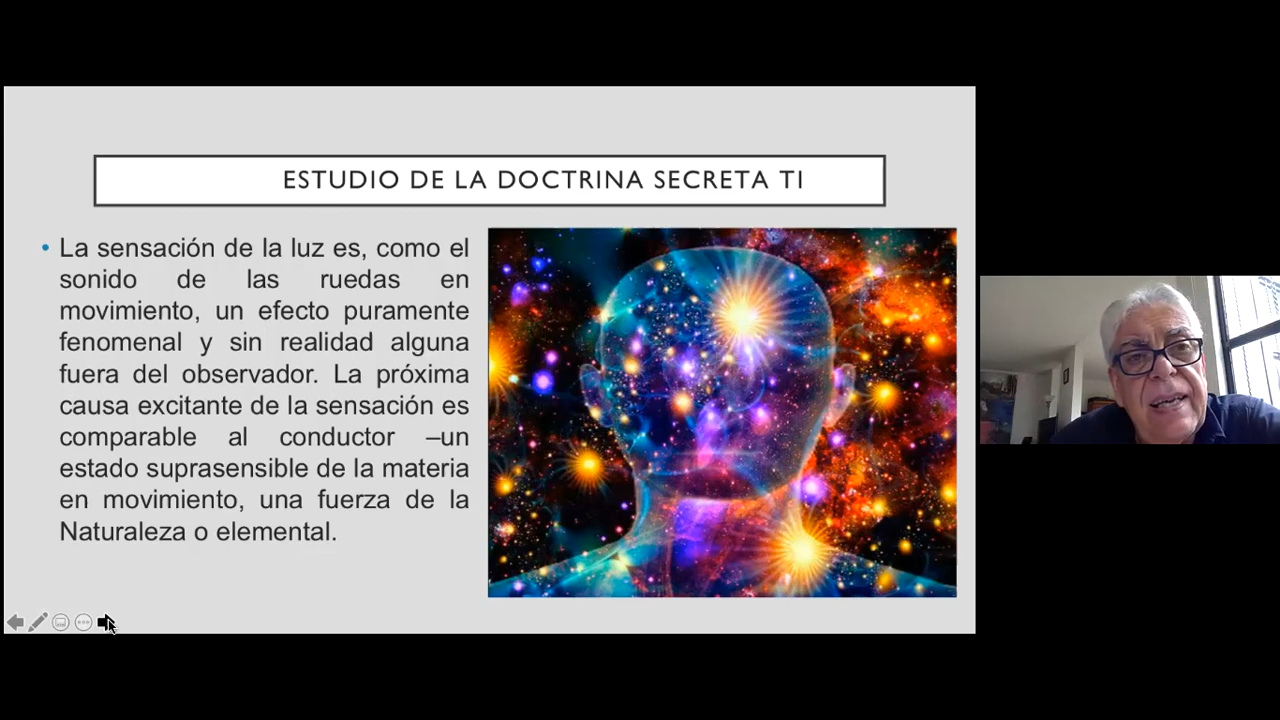 ESTUDIO DE LA DOCTRINA SECRETA TI
• La sensación de la luz es, como el
sonido de las ruedas en
movimiento, un efecto puramente
fenomenal y sin realidad alguna
fuera del observador. La próxima
causa excitante de la sensación es
comparable al conductor –un
estado suprasensible de la materia
en movimiento, una fuerza de la
Naturaleza o elemental.